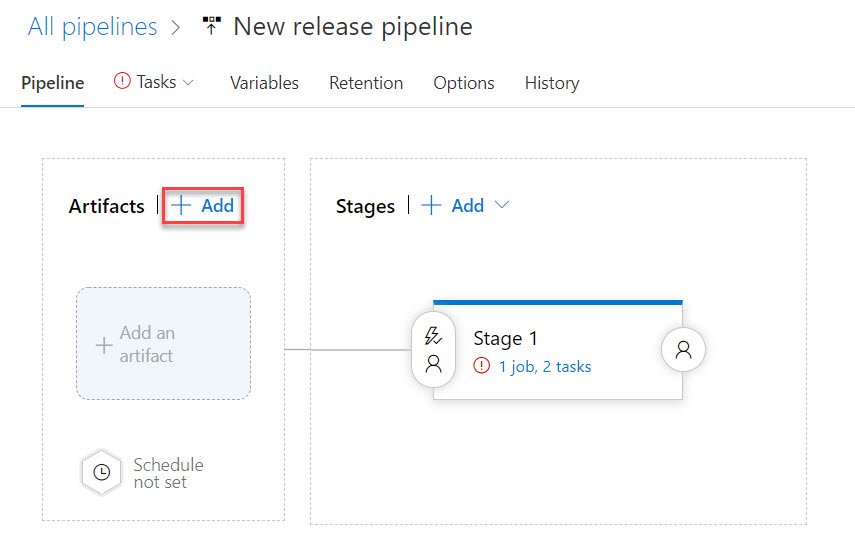 All pipelines > New release pipeline
Pipeline Tasks Variables Retention Options History
Artifacts | + Add
Stages | + Add
+ Add an
artifact
Stage 1
1 job, 2 tasks
Schedule
not set